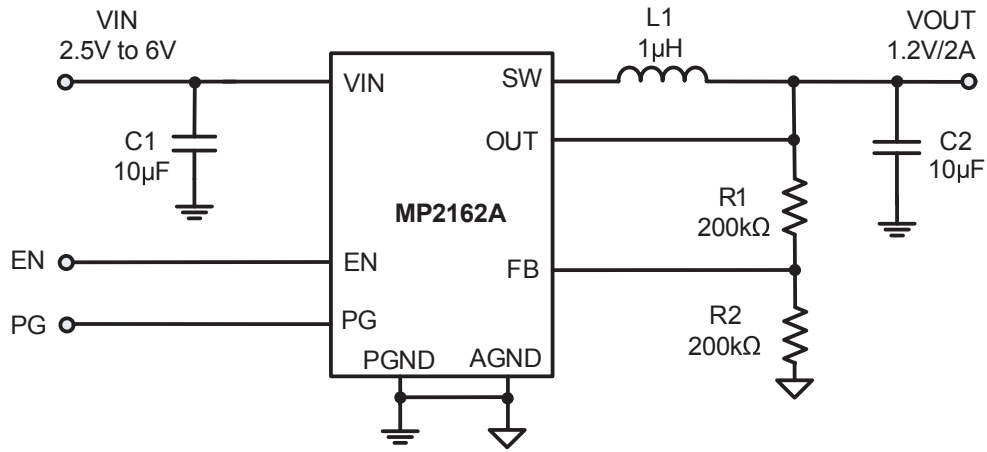 VIN
2.5V to 6V
L1
1µH
VOUT
1.2V/2A
VIN
SW
C1
10µF
OUT
C2
10µF
MP2162A
R1
200kΩ
EN
EN
FB
PG
PG
R2
200kΩ
PGND
AGND